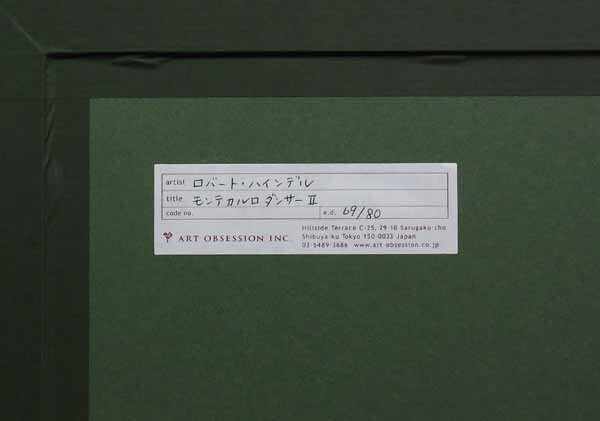 artist ロバート・ハインデル
title モンテカルロ ダンサー II
code no. e.d. 69/80
ART OBSESSION INC.
Hillside Terrace C-25, 29-10 Sarugaku-cho
Shibuya-ku Tokyo 150-0033 Japan
03-5489-3686 www.art-obsession.co.jp